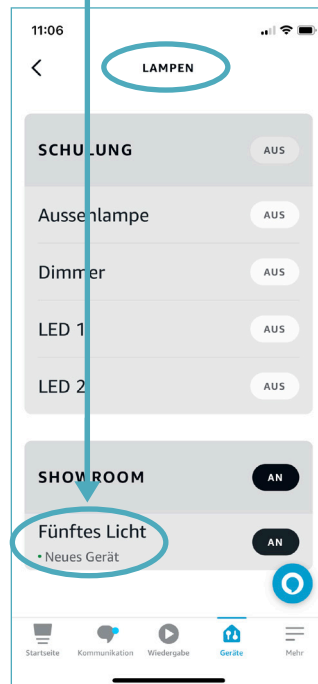 11:06
LAMPEN
SCHULUNG AUS
Aussenlampe AUS
Dimmer AUS
LED 1 AUS
LED 2 AUS
SHOWROOM AN
Fünftes Licht AN
• Neues Gerät
Startseite Kommunikation Wiedergabe Geräte Mehr